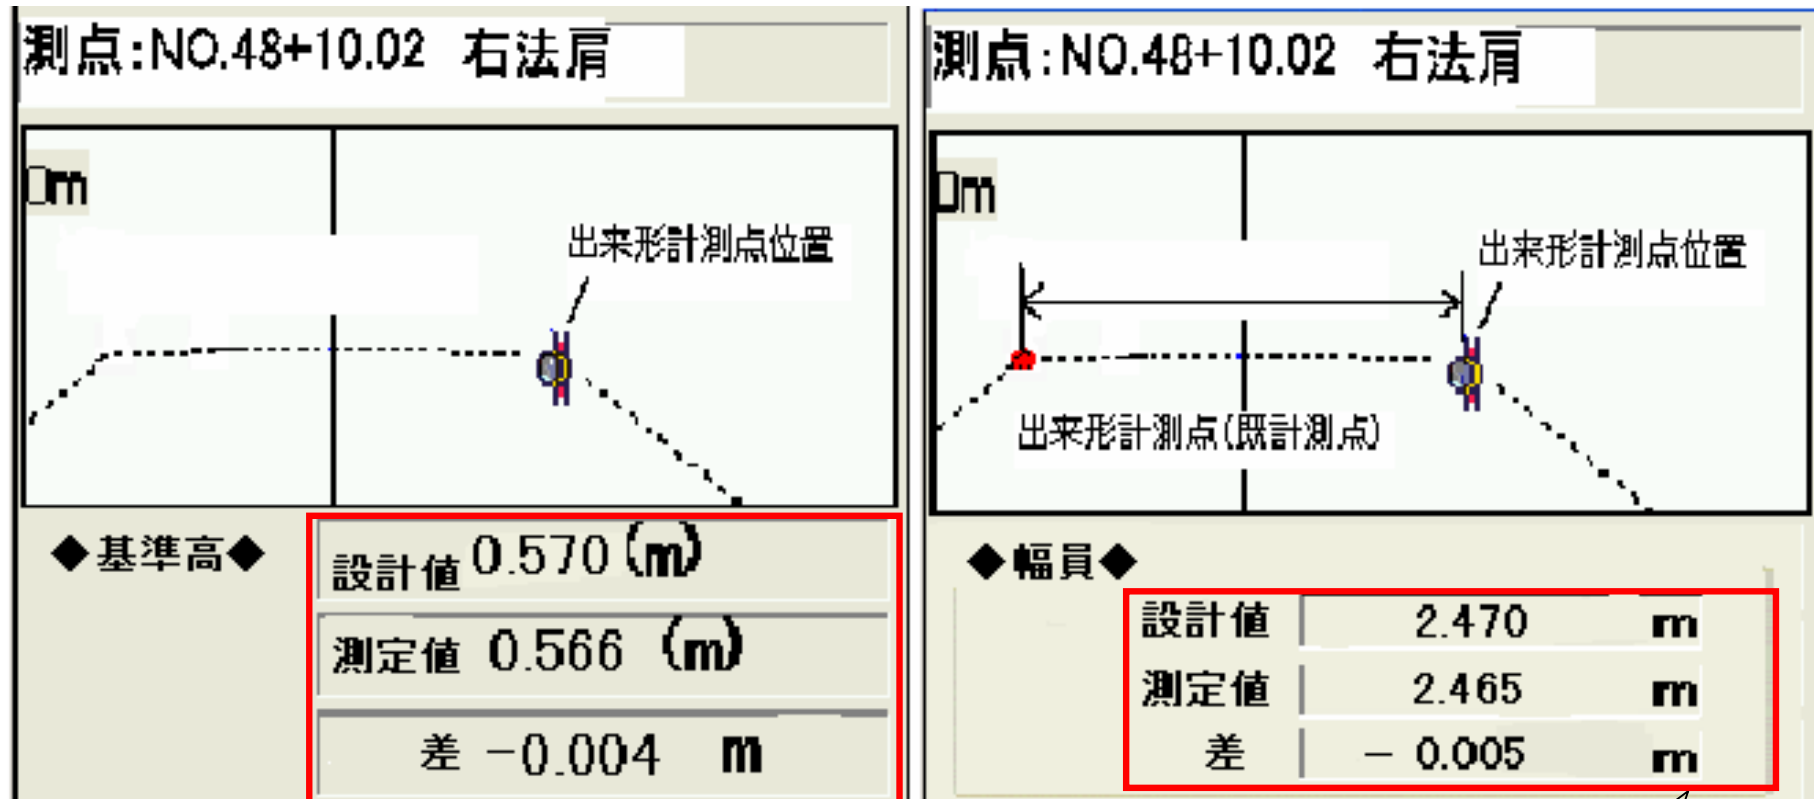 測点:NO.48+10.02 右法肩
m
出来形計測点位置
◆基準高◆
設計値 0.570 (m)
測定値 0.566 (m)
差 -0.004 m
測点:NO.48+10.02 右法肩
m
出来形計測点位置
出来形計測点(既計測点)
◆幅員◆
設計値 2.470 m
測定値 2.465 m
差 - 0.005 m